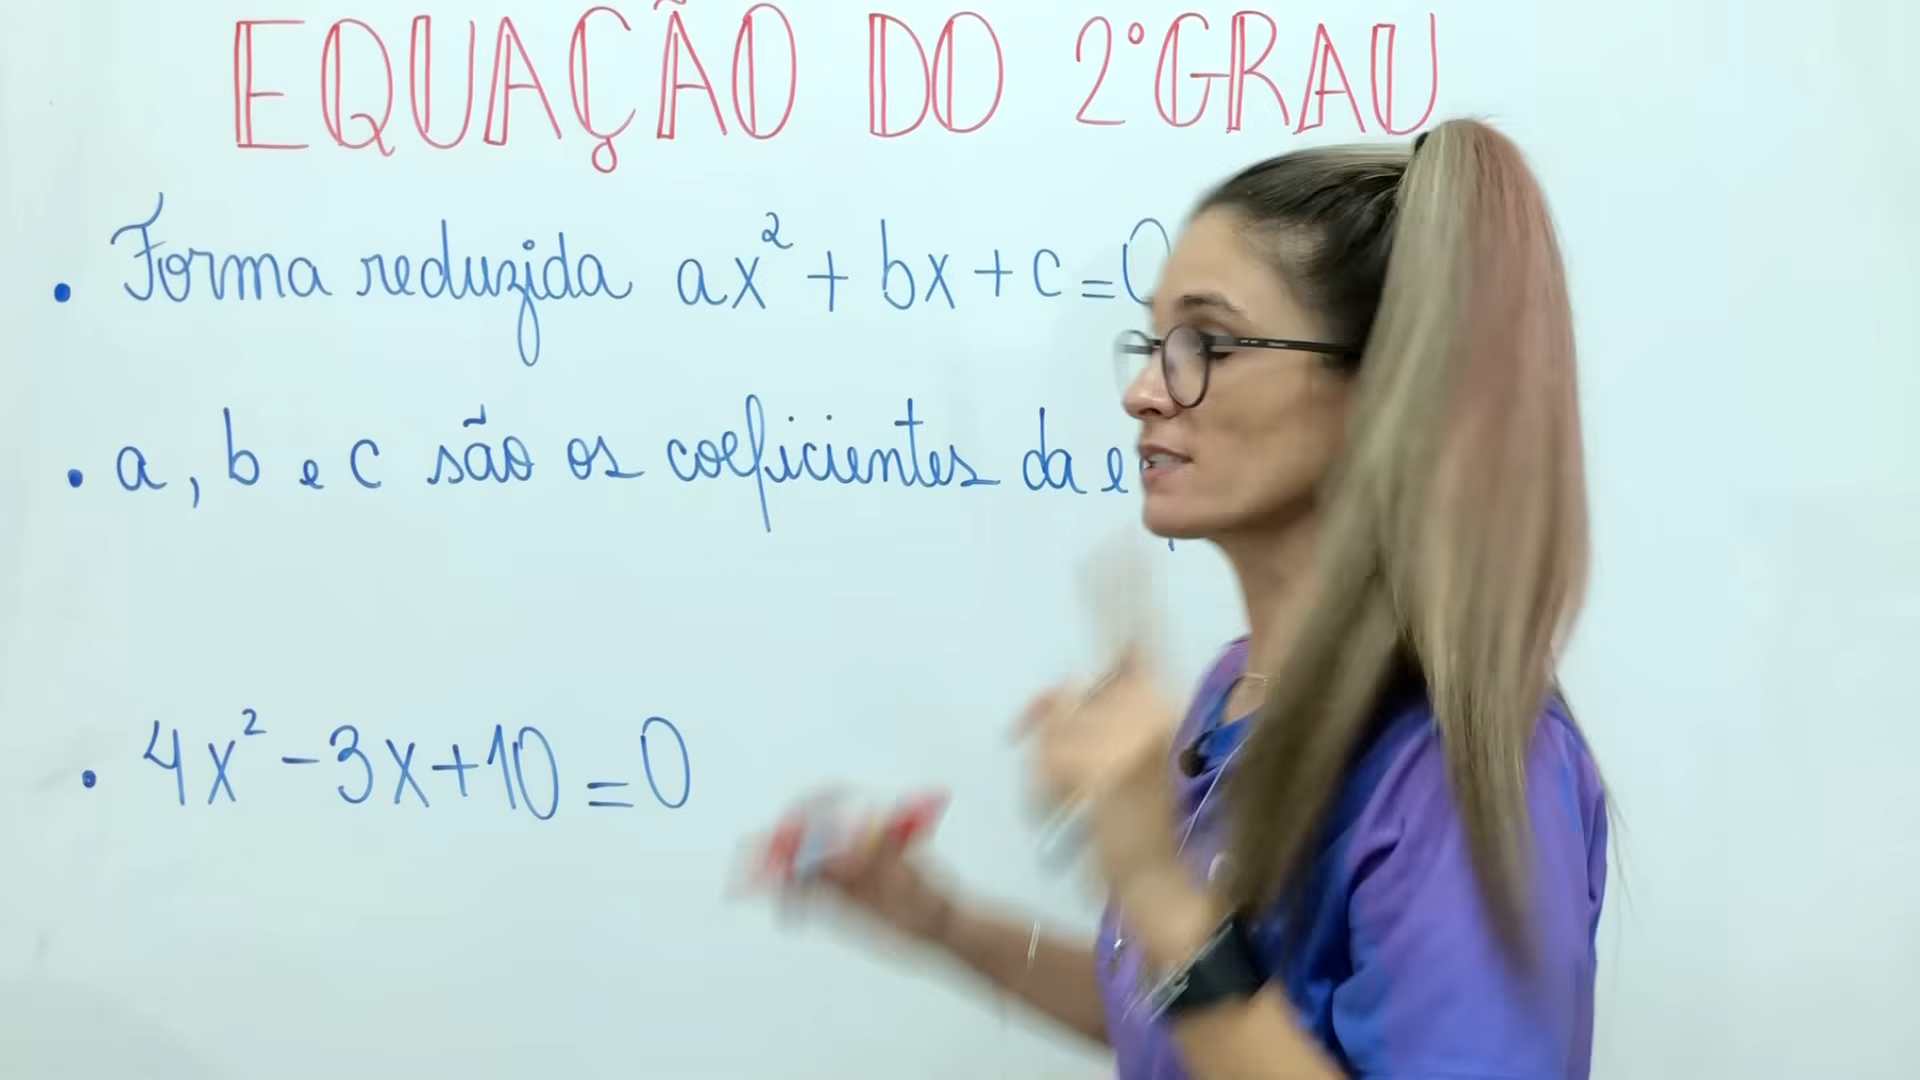 EQUAÇÃO DO 2° GRAU
• Forma reduzida ax² + bx + c = 0
• a, b e c são os coeficientes da
• 4x² - 3x + 10 = 0